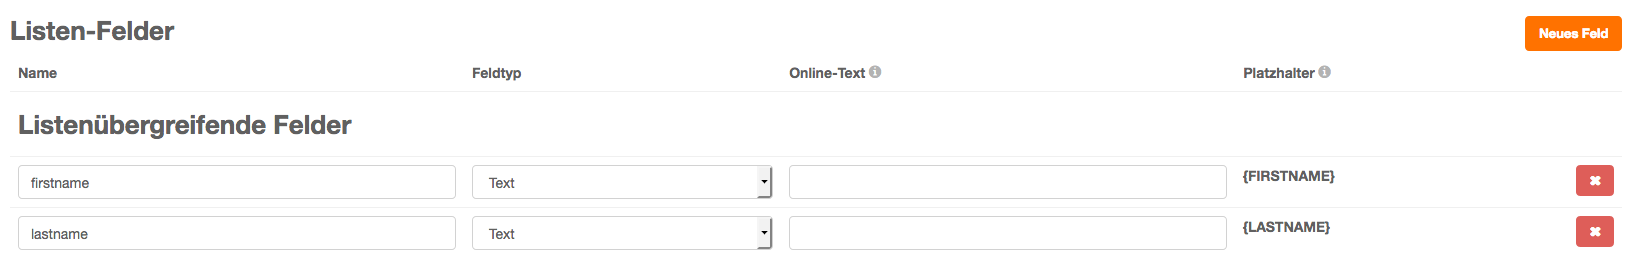 Listen-Felder
Neues Feld
Name Feldtyp Online-Text Platzhalter
Listenübergreifende Felder
firstname Text {FIRSTNAME}
lastname Text {LASTNAME}